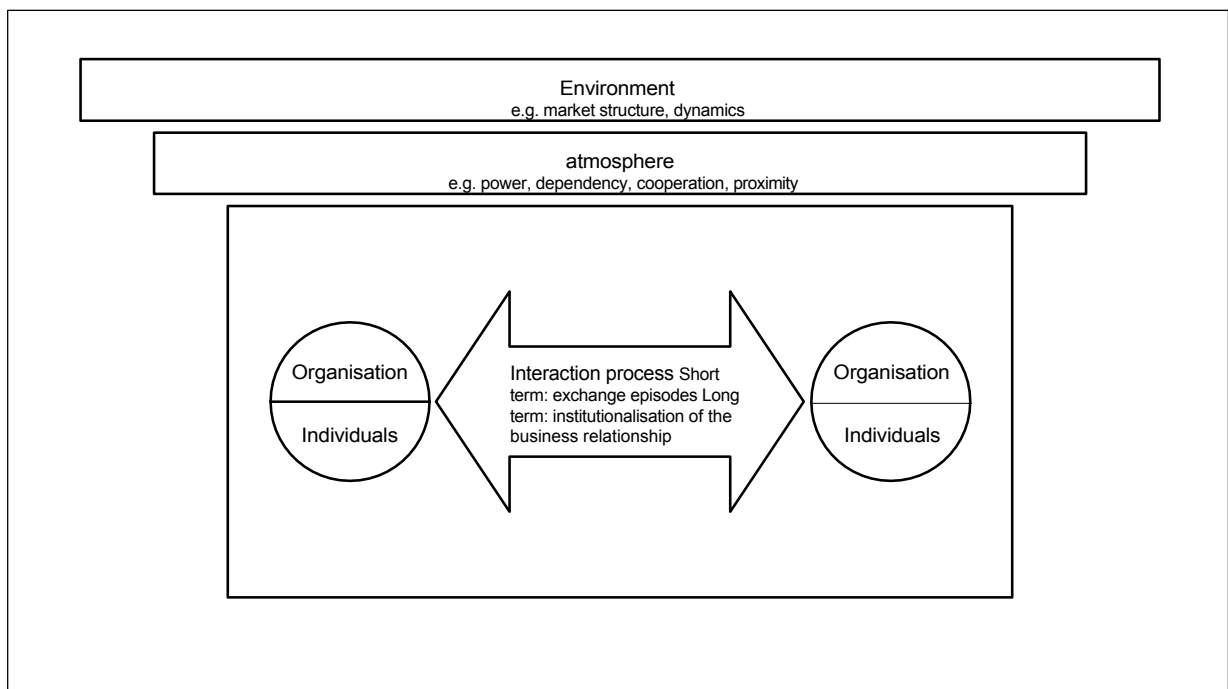 Environment
e.g. market structure, dynamics
atmosphere
e.g. power, dependency, cooperation, proximity
Organisation
Individuals
Interaction process Short
term: exchange episodes Long
term: institutionalisation of the
business relationship
Organisation
Individuals